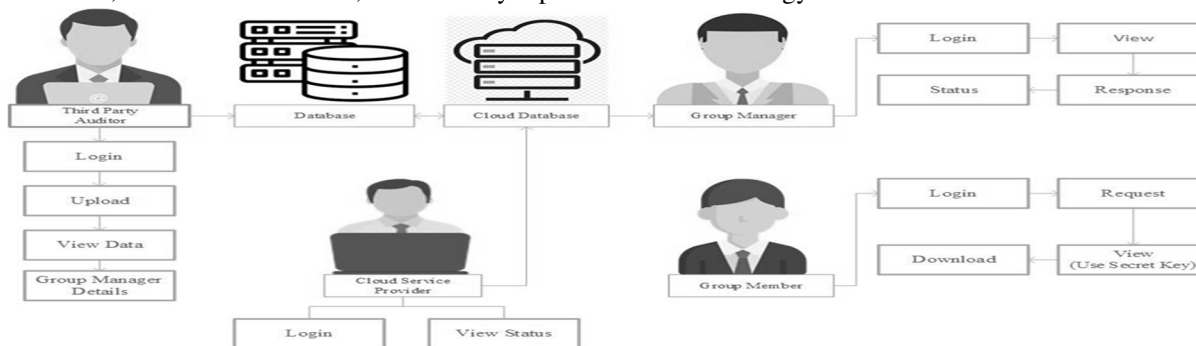 Third Party
Auditor
Database
Cloud Database
Group Manager
Login
View
Status
Response
Login
Upload
View Data
Group Manager
Details
Cloud Service
Provider
Login
View Status
Group Member
Login
Request
Download
View
(Use Secret Key)